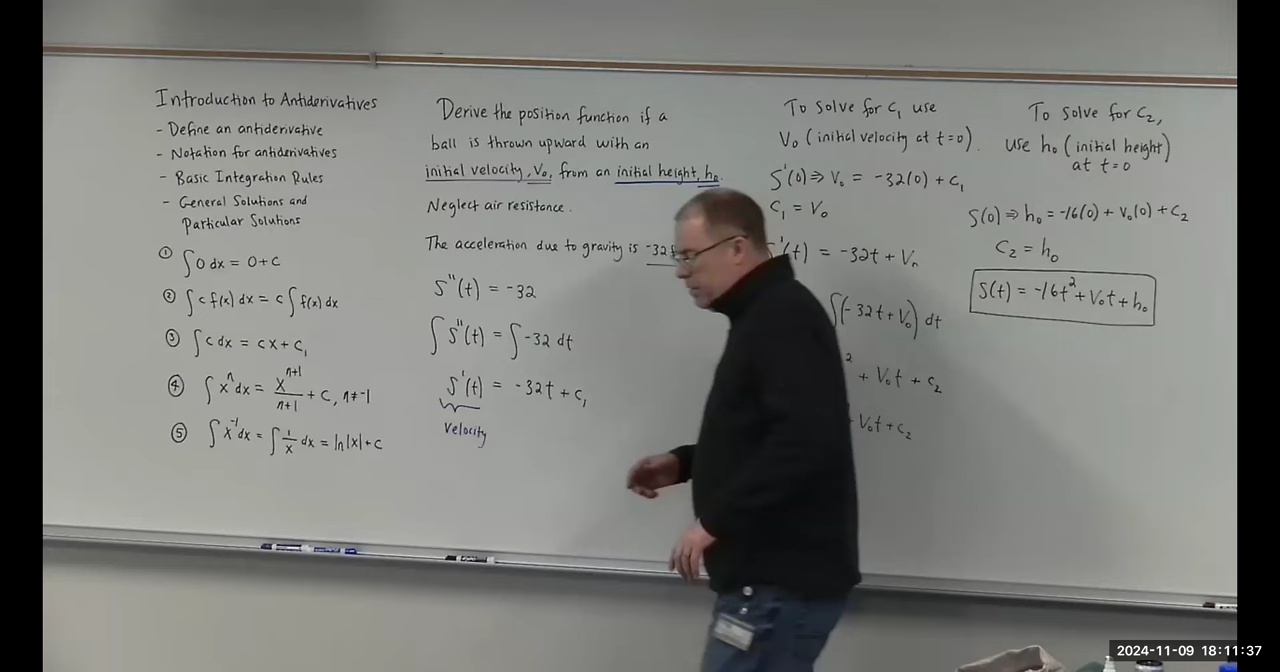 Introduction to Antiderivatives
- Define an antiderivative
- Notation for antiderivatives
- Basic Integration Rules
- General Solutions and
Particular Solutions
① ∫0 dx = 0+C
② ∫c f(x) dx = c∫f(x) dx
③ ∫c dx = cx + C₁
④ ∫xⁿ dx = xⁿ⁺¹/(n+1) + C, n≠-1
⑤ ∫x⁻¹ dx = ∫1/x dx = ln|x| + C
Derive the position function if a
ball is thrown upward with an
initial velocity, V₀, from an initial height, h₀.
Neglect air resistance.
The acceleration due to gravity is -32
S''(t) = -32
∫S''(t) = ∫-32 dt
S'(t) = -32t + C₁
Velocity
To solve for C₁ use
V₀ (initial velocity at t=0).
S'(0) ⇒ V₀ = -32(0) + C₁
C₁ = V₀
'(t) = -32t + V₀
∫(-32t + V₀) dt
² + V₀t + C₂
+ V₀t + C₂
To solve for C₂,
use h₀ (initial height)
at t=0
S(0) ⇒ h₀ = -16(0) + V₀(0) + C₂
C₂ = h₀
S(t) = -16t² + V₀t + h₀
2024-11-09 18:11:37